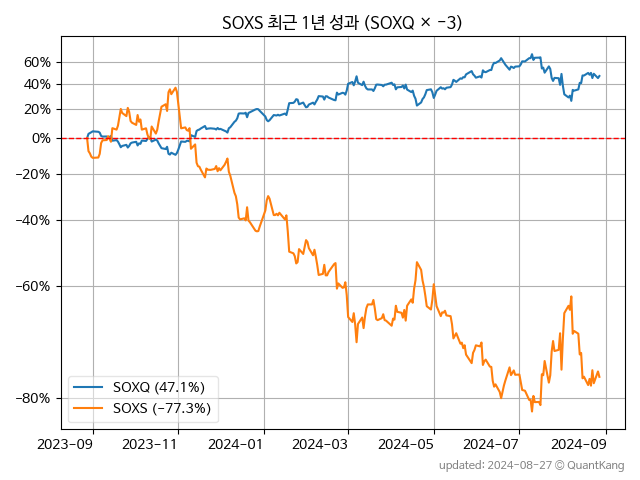 SOXS 최근 1년 성과 (SOXQ × −3)
60%
40%
20%
0%
−20%
−40%
−60%
−80%
SOXQ (47.1%)
SOXS (−77.3%)
2023-09 2023-11 2024-01 2024-03 2024-05 2024-07 2024-09
updated: 2024-08-27 © QuantKang